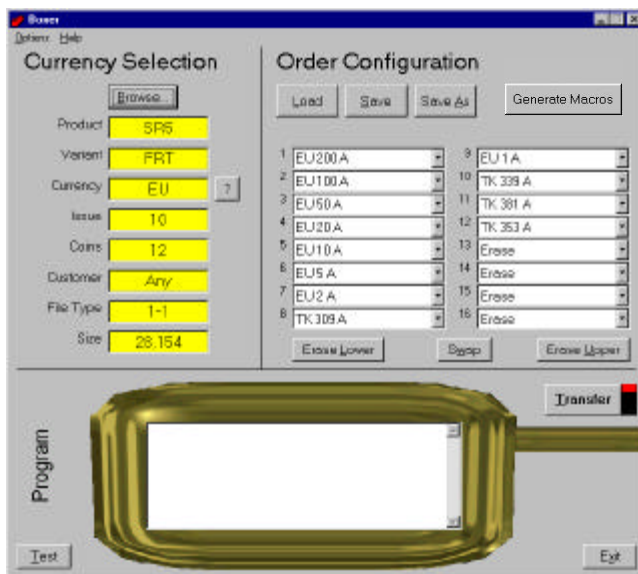 Boxer
Options Help
Currency Selection
Browse...
Product SR5
Variant FRT
Currency EU ?
Issue 10
Coins 12
Customer Any
File Type 1-1
Size 28,154
Order Configuration
Load Save Save As Generate Macros
1 EU200 A
2 EU100 A
3 EU50 A
4 EU20 A
5 EU10 A
6 EU5 A
7 EU2 A
8 TK 309 A
9 EU1 A
10 TK 339 A
11 TK 381 A
12 TK 353 A
13 Erase
14 Erase
15 Erase
16 Erase
Erase Lower Swap Erase Upper
Transfer
Program
Test Exit